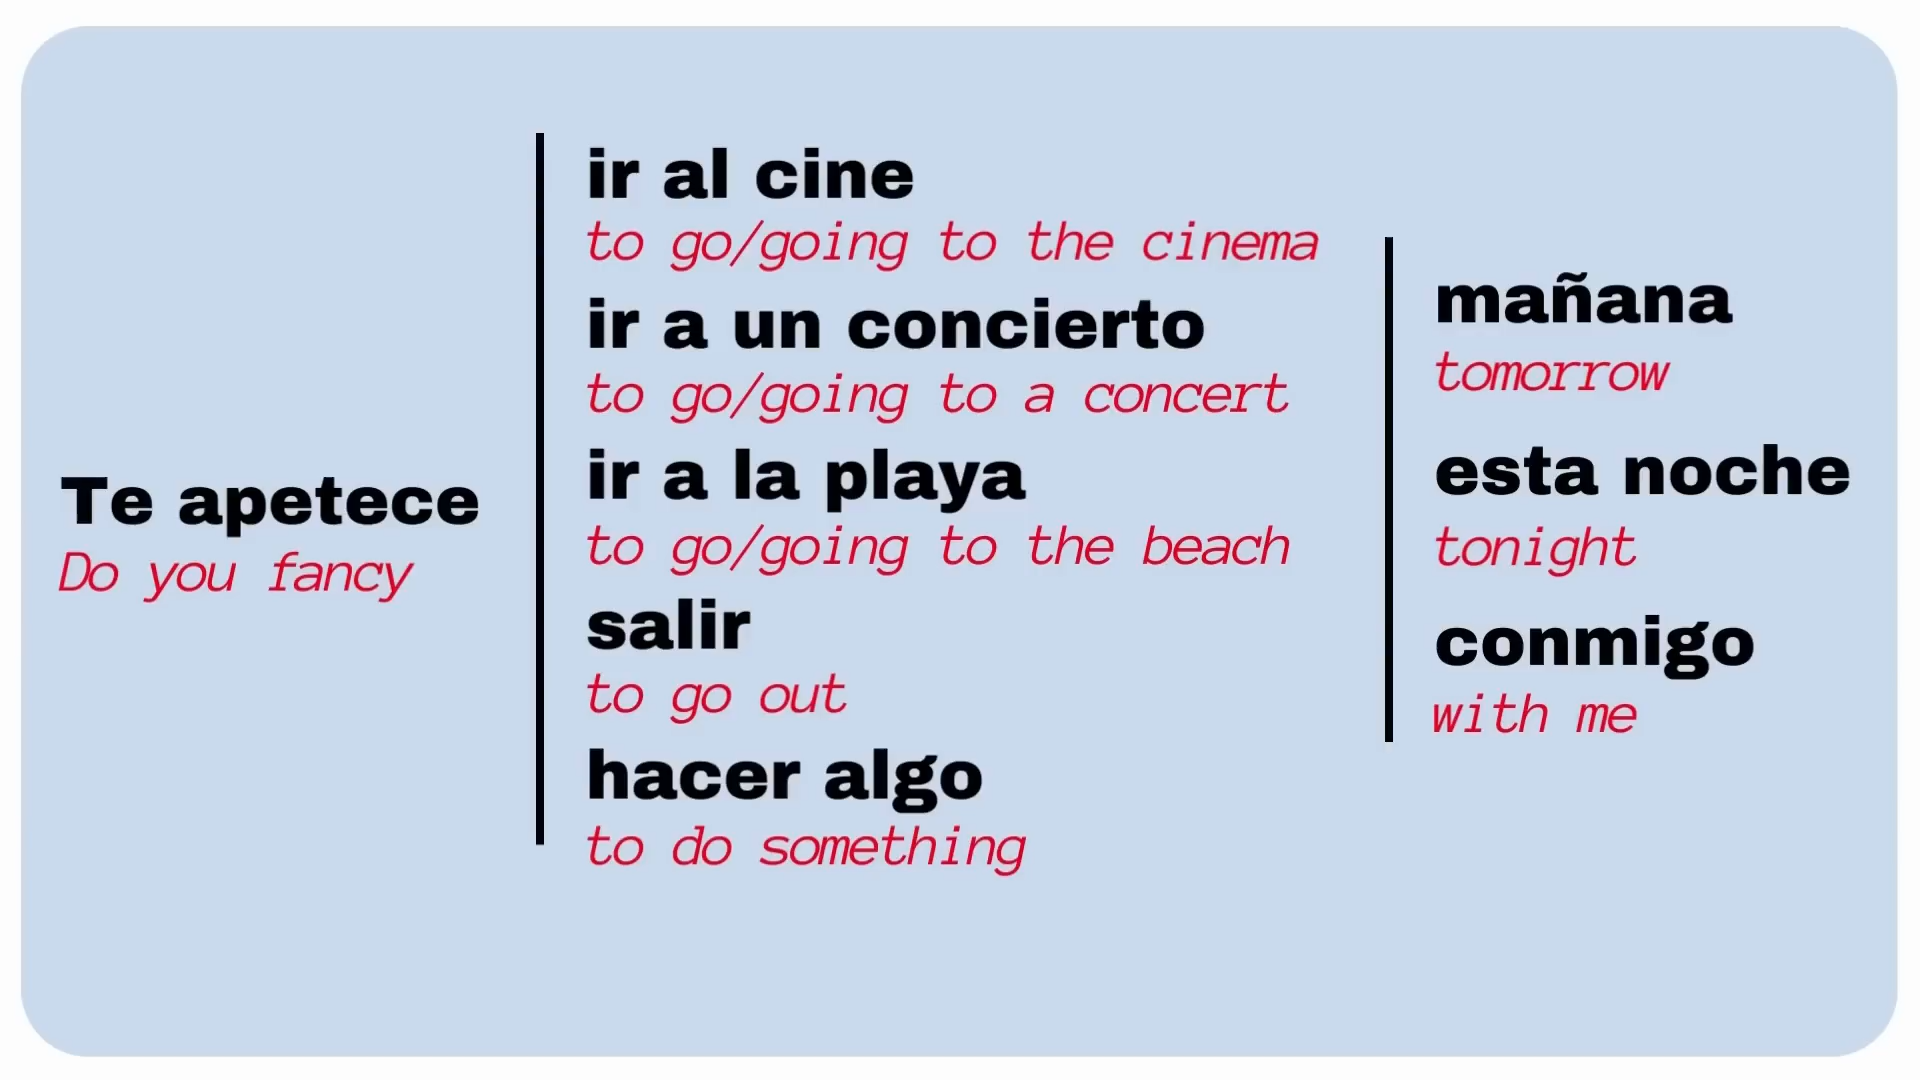 Te apetece
Do you fancy
ir al cine
to go/going to the cinema
ir a un concierto
to go/going to a concert
ir a la playa
to go/going to the beach
salir
to go out
hacer algo
to do something
mañana
tomorrow
esta noche
tonight
conmigo
with me